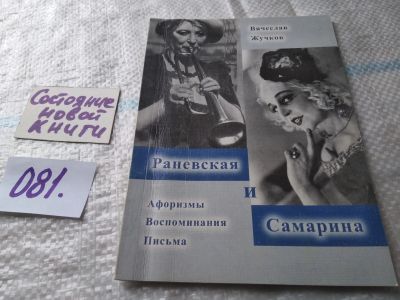 Состояние
новой
книги
081.
Вячеслав
Жучков
Раневская
и
Самарина
Афоризмы
Воспоминания
Письма